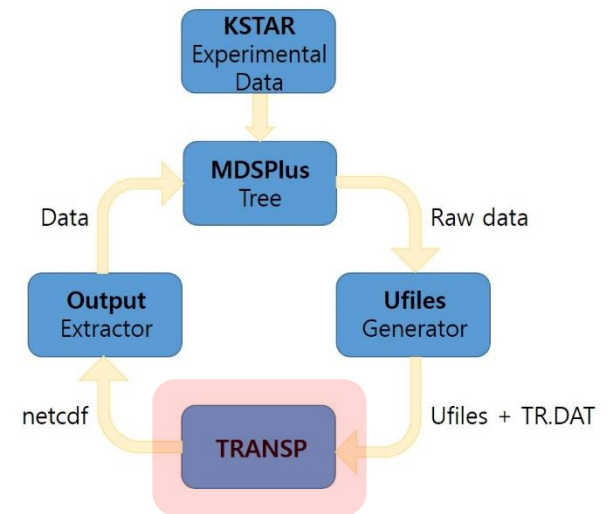 KSTAR
Experimental
Data
MDSPlus
Tree
Data
Raw data
Output
Extractor
Ufiles
Generator
netcdf
Ufiles + TR.DAT
TRANSP